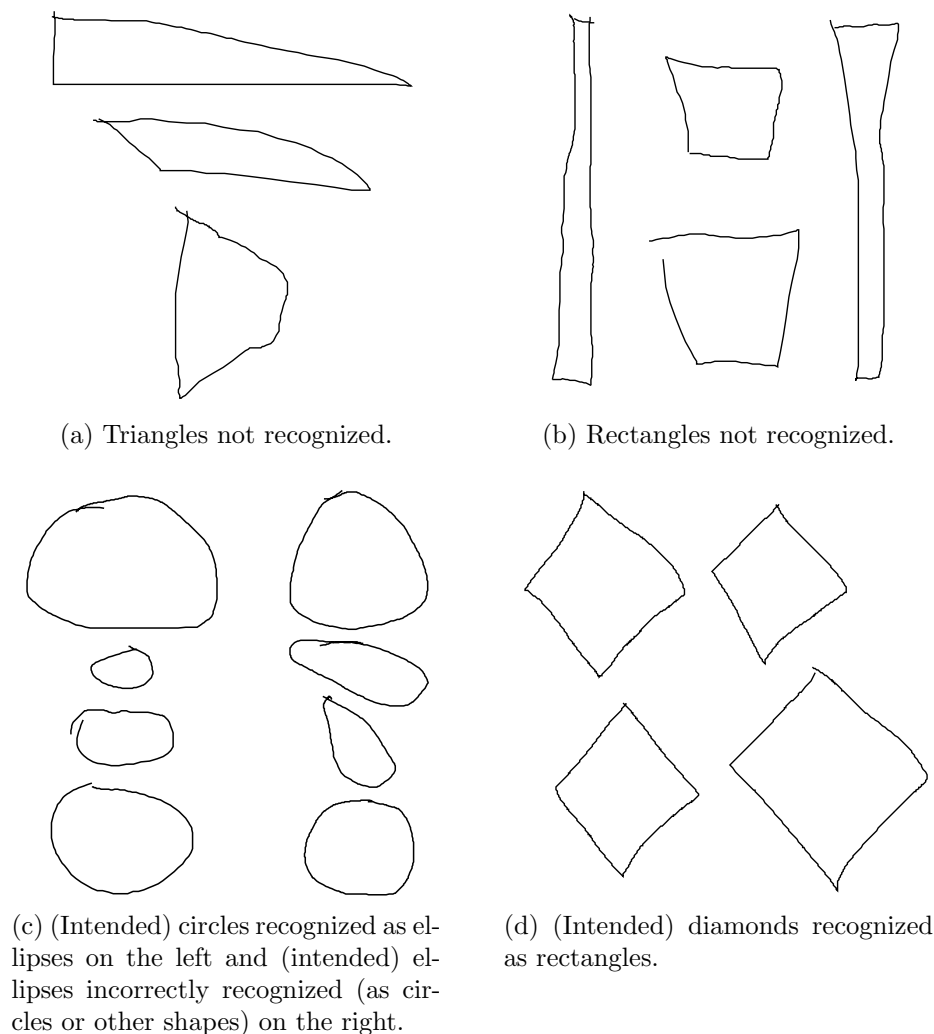 (a) Triangles not recognized.
(b) Rectangles not recognized.
(c) (Intended) circles recognized as el-
lipses on the left and (intended) el-
lipses incorrectly recognized (as cir-
cles or other shapes) on the right.
(d) (Intended) diamonds recognized
as rectangles.